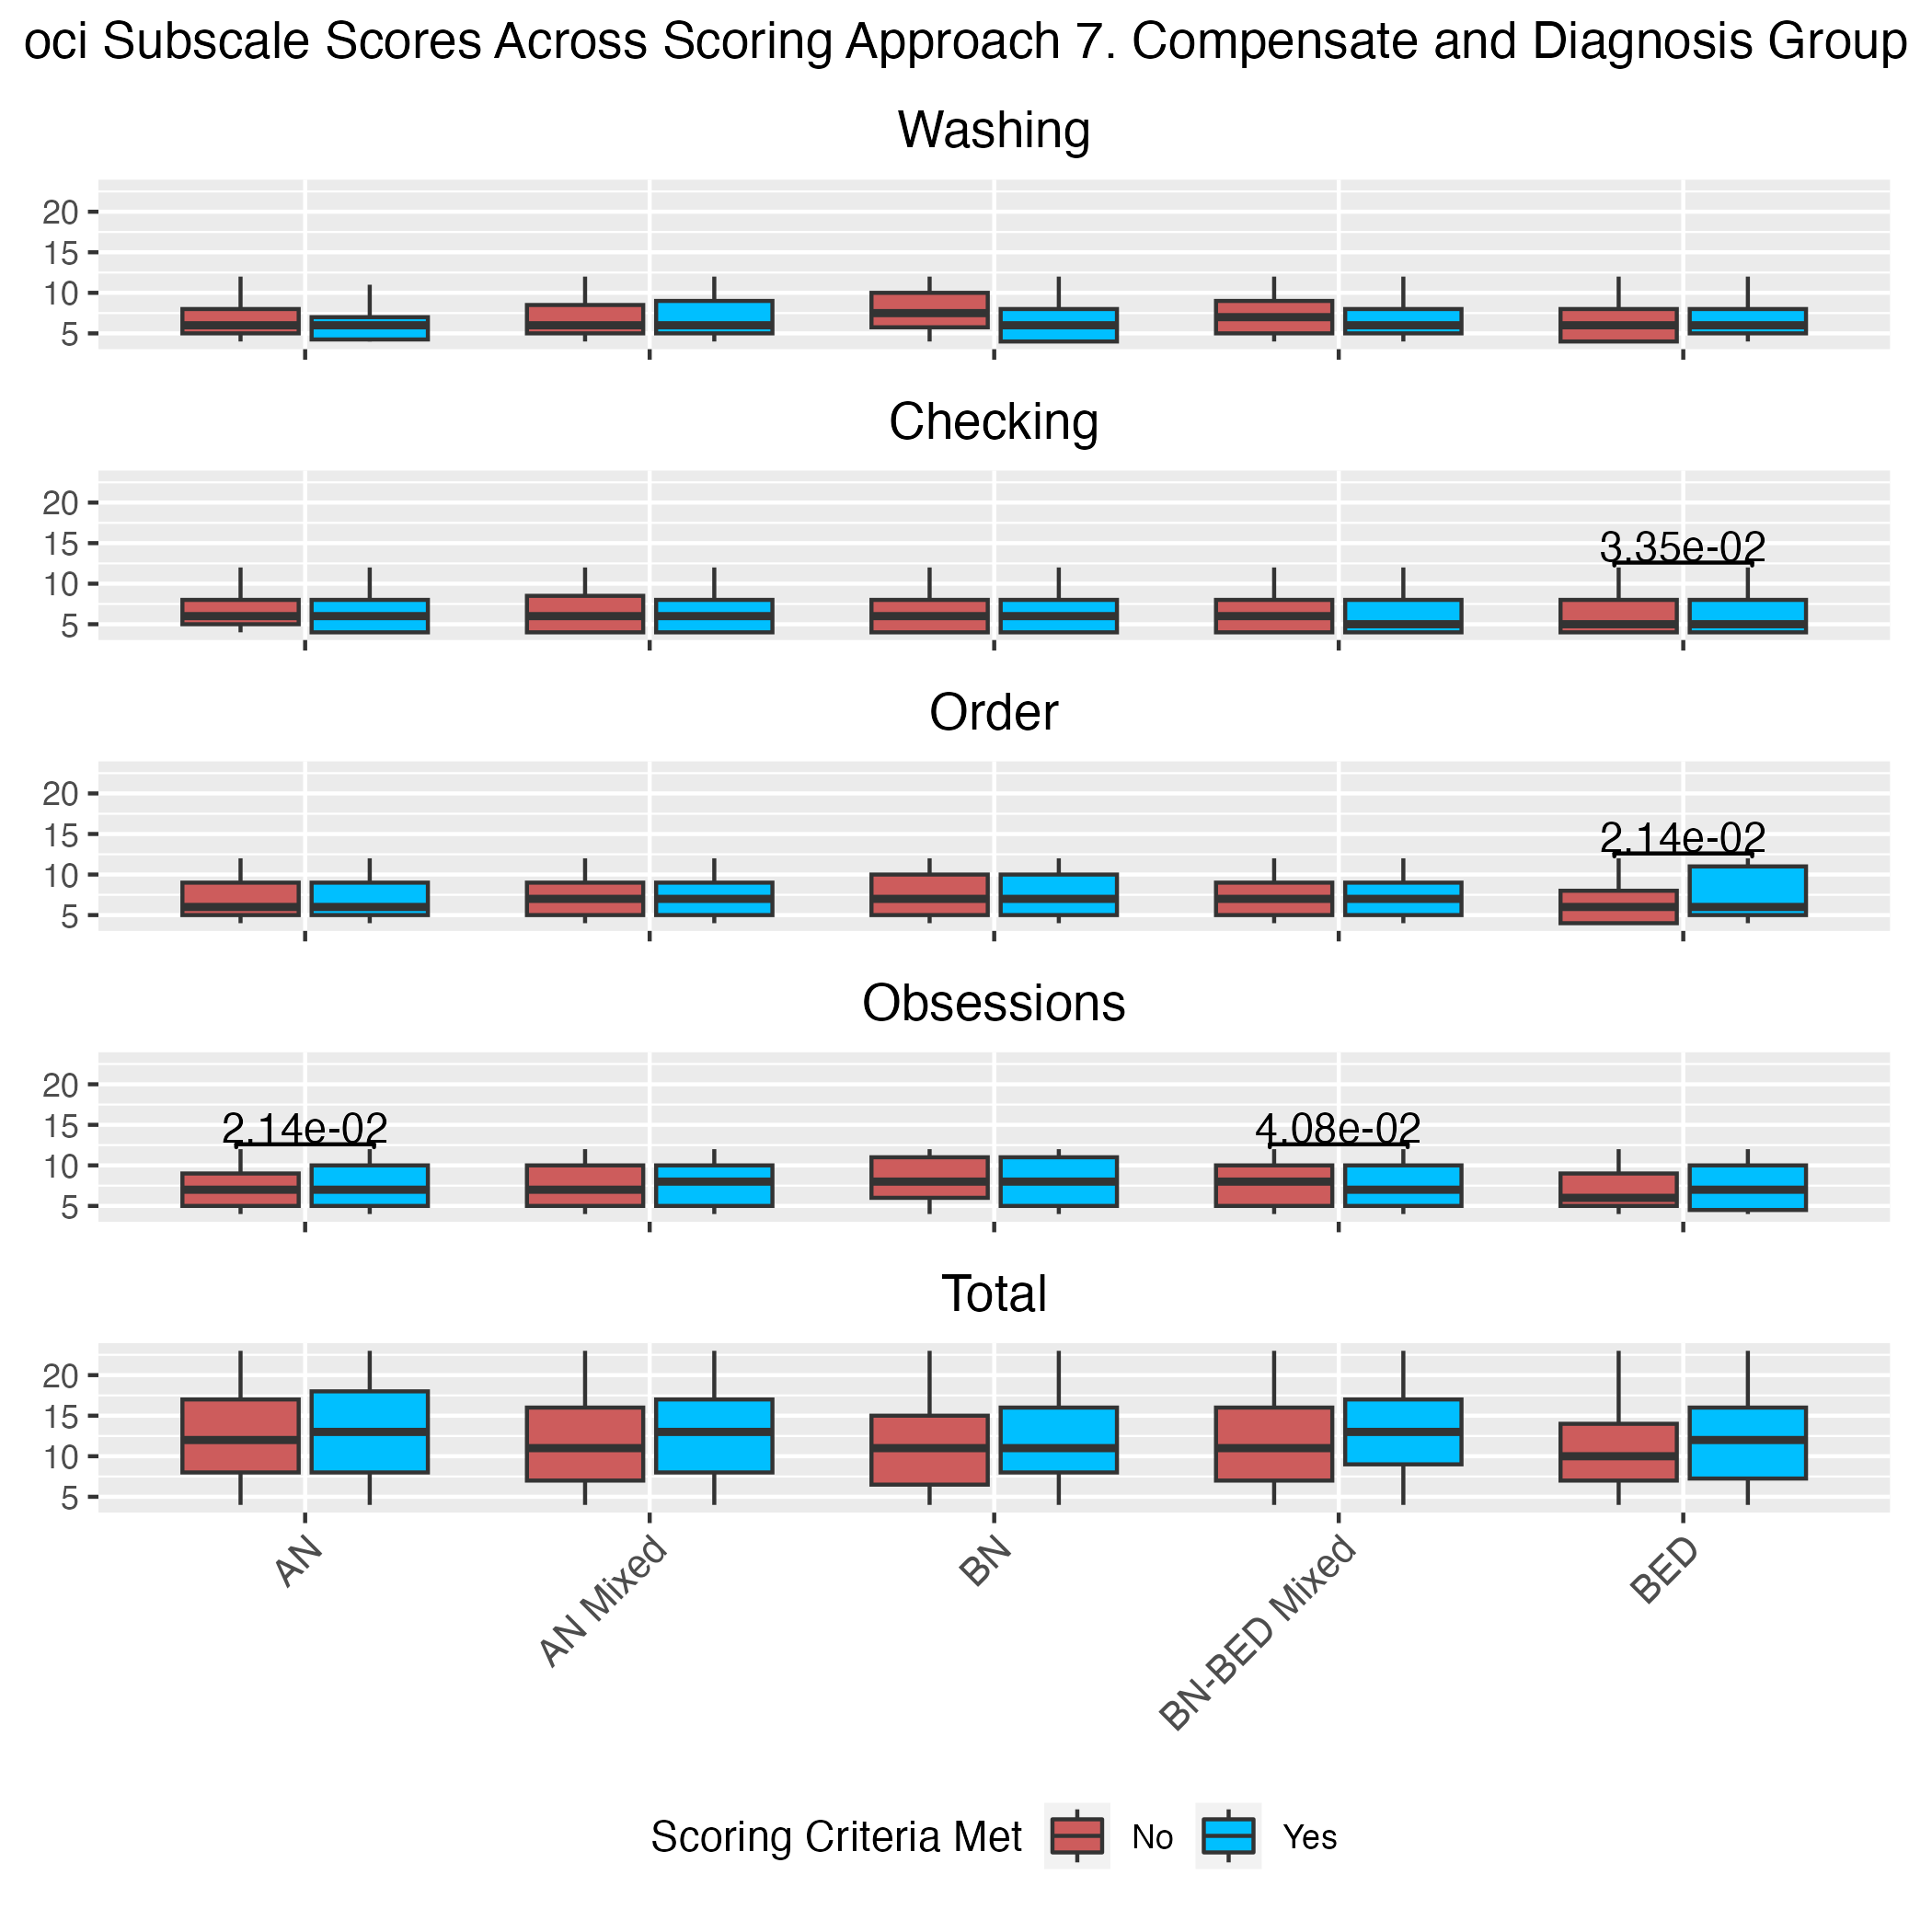 oci Subscale Scores Across Scoring Approach 7. Compensate and Diagnosis Group
Washing
20
15
10
5
Checking
20
15
10
5
3.35e-02
Order
20
15
10
5
2.14e-02
Obsessions
20
15
10
5
2.14e-02
4.08e-02
Total
20
15
10
5
AN
AN Mixed
BN
BN-BED Mixed
BED
Scoring Criteria Met No Yes